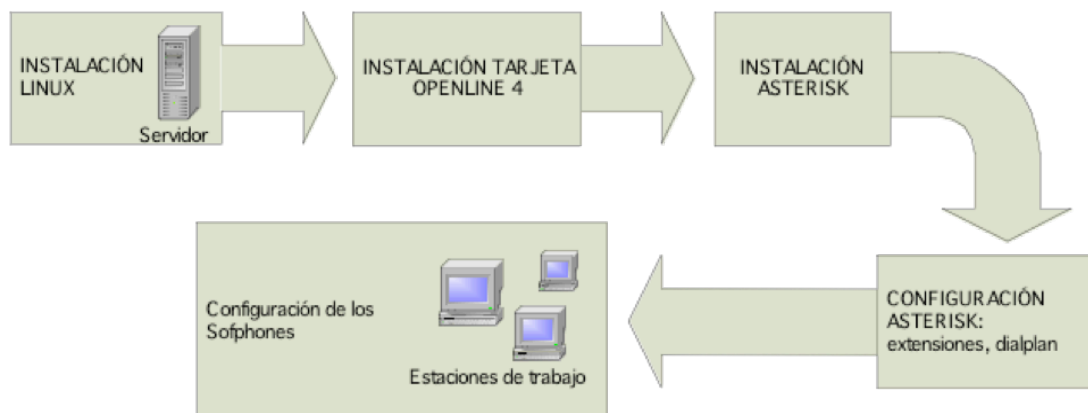 INSTALACIÓN
LINUX
Servidor
INSTALACIÓN TARJETA
OPENLINE 4
INSTALACIÓN
ASTERISK
CONFIGURACIÓN
ASTERISK:
extensiones, dialplan
Configuración de los
Sofphones
Estaciones de trabajo